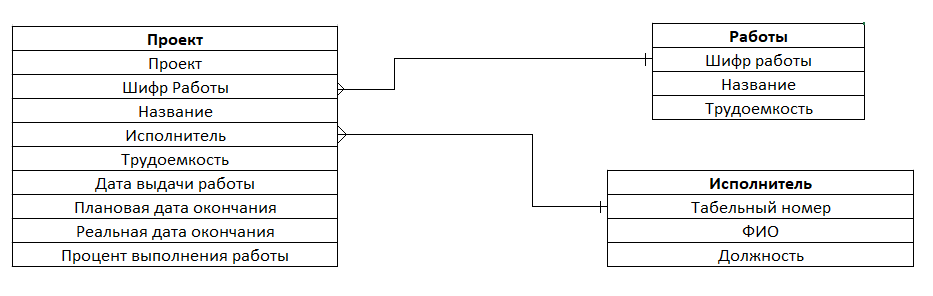 Проект
Проект
Шифр Работы
Название
Исполнитель
Трудоемкость
Дата выдачи работы
Плановая дата окончания
Реальная дата окончания
Процент выполнения работы
Работы
Шифр работы
Название
Трудоемкость
Исполнитель
Табельный номер
ФИО
Должность